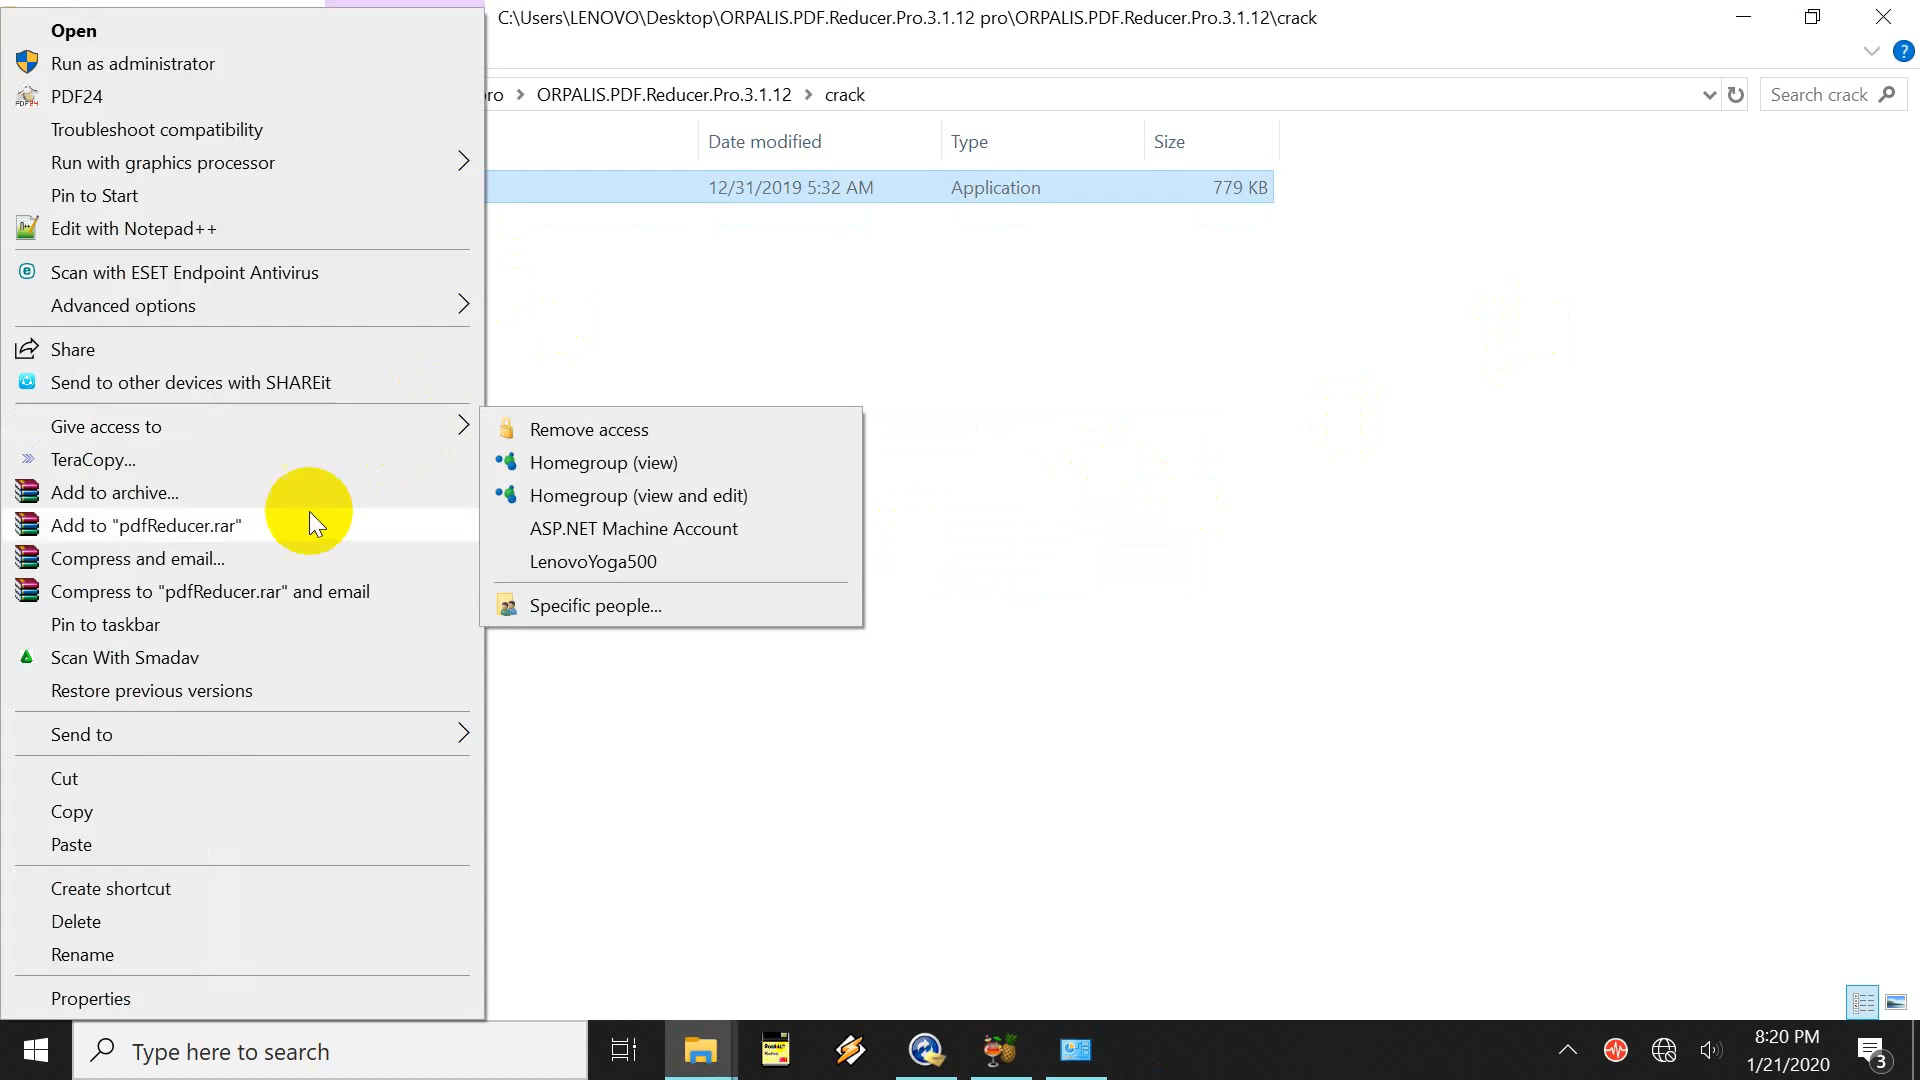 C:\Users\LENOVO\Desktop\ORPALIS.PDF.Reducer.Pro.3.1.12 pro\ORPALIS.PDF.Reducer.Pro.3.1.12\crack
Open
Run as administrator
PDF24
Troubleshoot compatibility
Run with graphics processor
Pin to Start
Edit with Notepad++
Scan with ESET Endpoint Antivirus
Advanced options
Share
Send to other devices with SHAREit
Give access to
TeraCopy...
Add to archive...
Add to "pdfReducer.rar"
Compress and email...
Compress to "pdfReducer.rar" and email
Pin to taskbar
Scan With Smadav
Restore previous versions
Send to
Cut
Copy
Paste
Create shortcut
Delete
Rename
Properties
ro > ORPALIS.PDF.Reducer.Pro.3.1.12 > crack
Search crack
Date modified Type Size
12/31/2019 5:32 AM Application 779 KB
Remove access
Homegroup (view)
Homegroup (view and edit)
ASP.NET Machine Account
LenovoYoga500
Specific people...
Type here to search
8:20 PM
1/21/2020
3